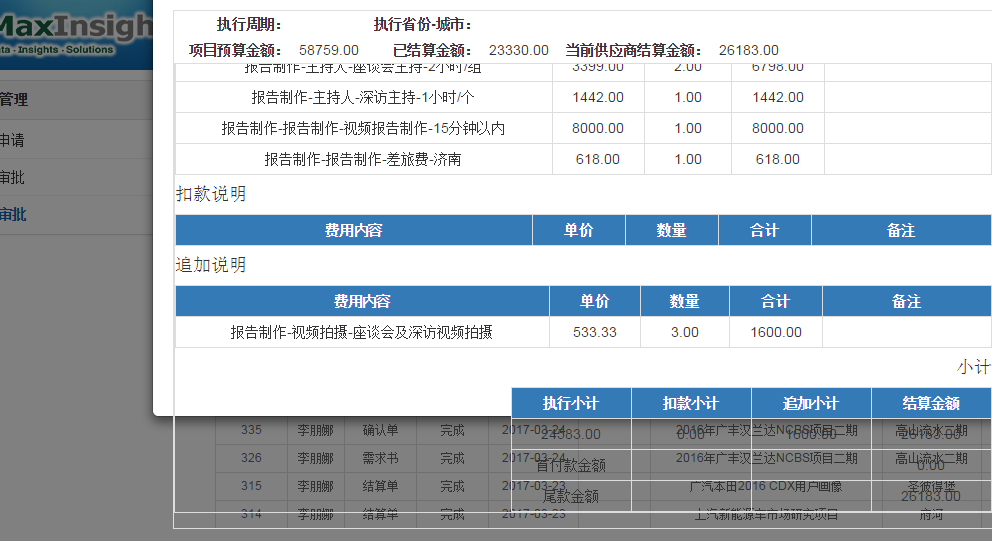 MaxInsigh
ata - Insights - Solutions
管理
申请
审批
审批
执行周期： 执行省份-城市：
项目预算金额： 58759.00 已结算金额： 23330.00 当前供应商结算金额： 26183.00
报告制作-主持人-座谈会主持-2小时/组 3399.00 2.00 6798.00
报告制作-主持人-深访主持-1小时/个 1442.00 1.00 1442.00
报告制作-报告制作-视频报告制作-15分钟以内 8000.00 1.00 8000.00
报告制作-报告制作-差旅费-济南 618.00 1.00 618.00
扣款说明
费用内容 单价 数量 合计 备注
追加说明
费用内容 单价 数量 合计 备注
报告制作-视频拍摄-座谈会及深访视频拍摄 533.33 3.00 1600.00
小计
执行小计 扣款小计 追加小计 结算金额
24583.00 0.00 1600.00 26183.00
首付款金额 0.00
尾款金额 26183.00
335 李朋娜 确认单 完成 2017-03-24 2016年广丰汉兰达NCBS项目二期 高山流水二期
326 李朋娜 需求书 完成 2017-03-24 2016年广丰汉兰达NCBS项目二期 高山流水二期
315 李朋娜 结算单 完成 2017-03-23 广汽本田2016 CDX用户画像 圣彼得堡
314 李朋娜 结算单 完成 2017-03-23 上汽新能源车市场研究项目 府河